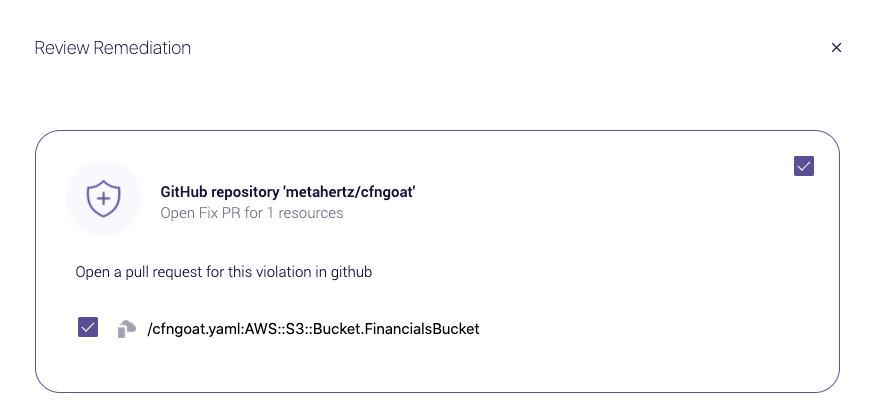 Review Remediation
GitHub repository 'metahertz/cfngoat'
Open Fix PR for 1 resources
Open a pull request for this violation in github
/cfngoat.yaml:AWS::S3::Bucket.FinancialsBucket